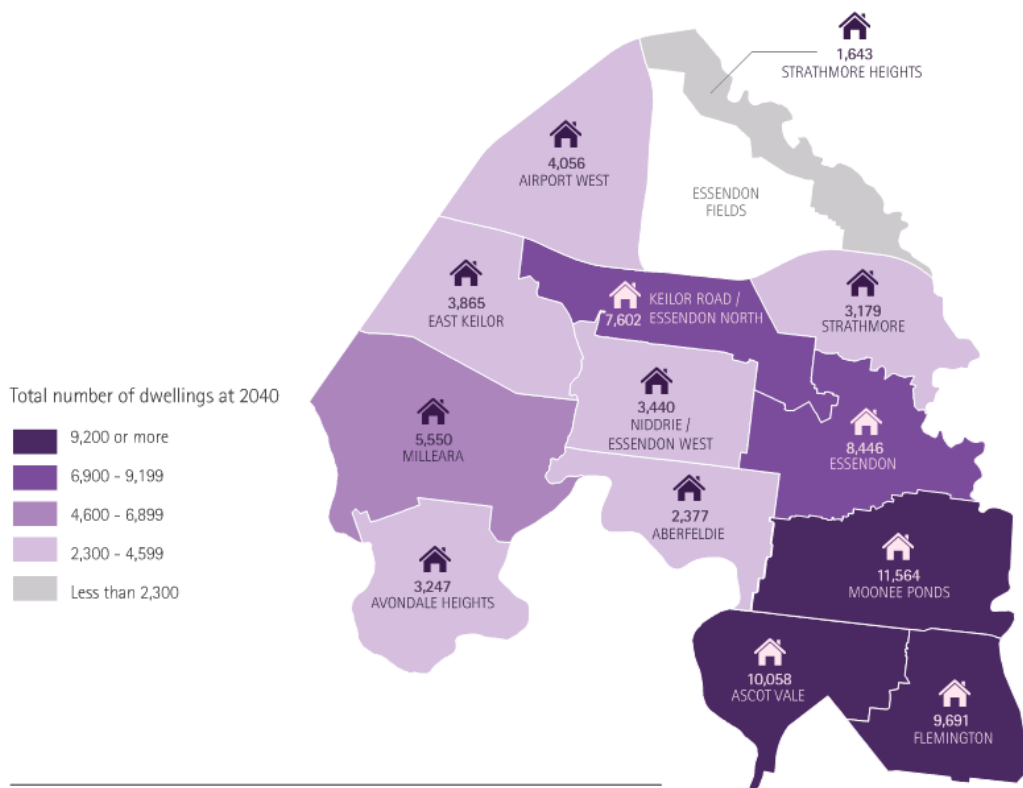 1,643
STRATHMORE HEIGHTS
4,056
AIRPORT WEST
ESSENDON
FIELDS
3,865
EAST KEILOR
7,602
KEILOR ROAD /
ESSENDON NORTH
3,179
STRATHMORE
Total number of dwellings at 2040
9,200 or more
6,900 - 9,199
4,600 - 6,899
2,300 - 4,599
Less than 2,300
5,550
MILLEARA
3,440
NIDDRIE /
ESSENDON WEST
8,446
ESSENDON
2,377
ABERFELDIE
3,247
AVONDALE HEIGHTS
11,564
MOONEE PONDS
10,058
ASCOT VALE
9,691
FLEMINGTON